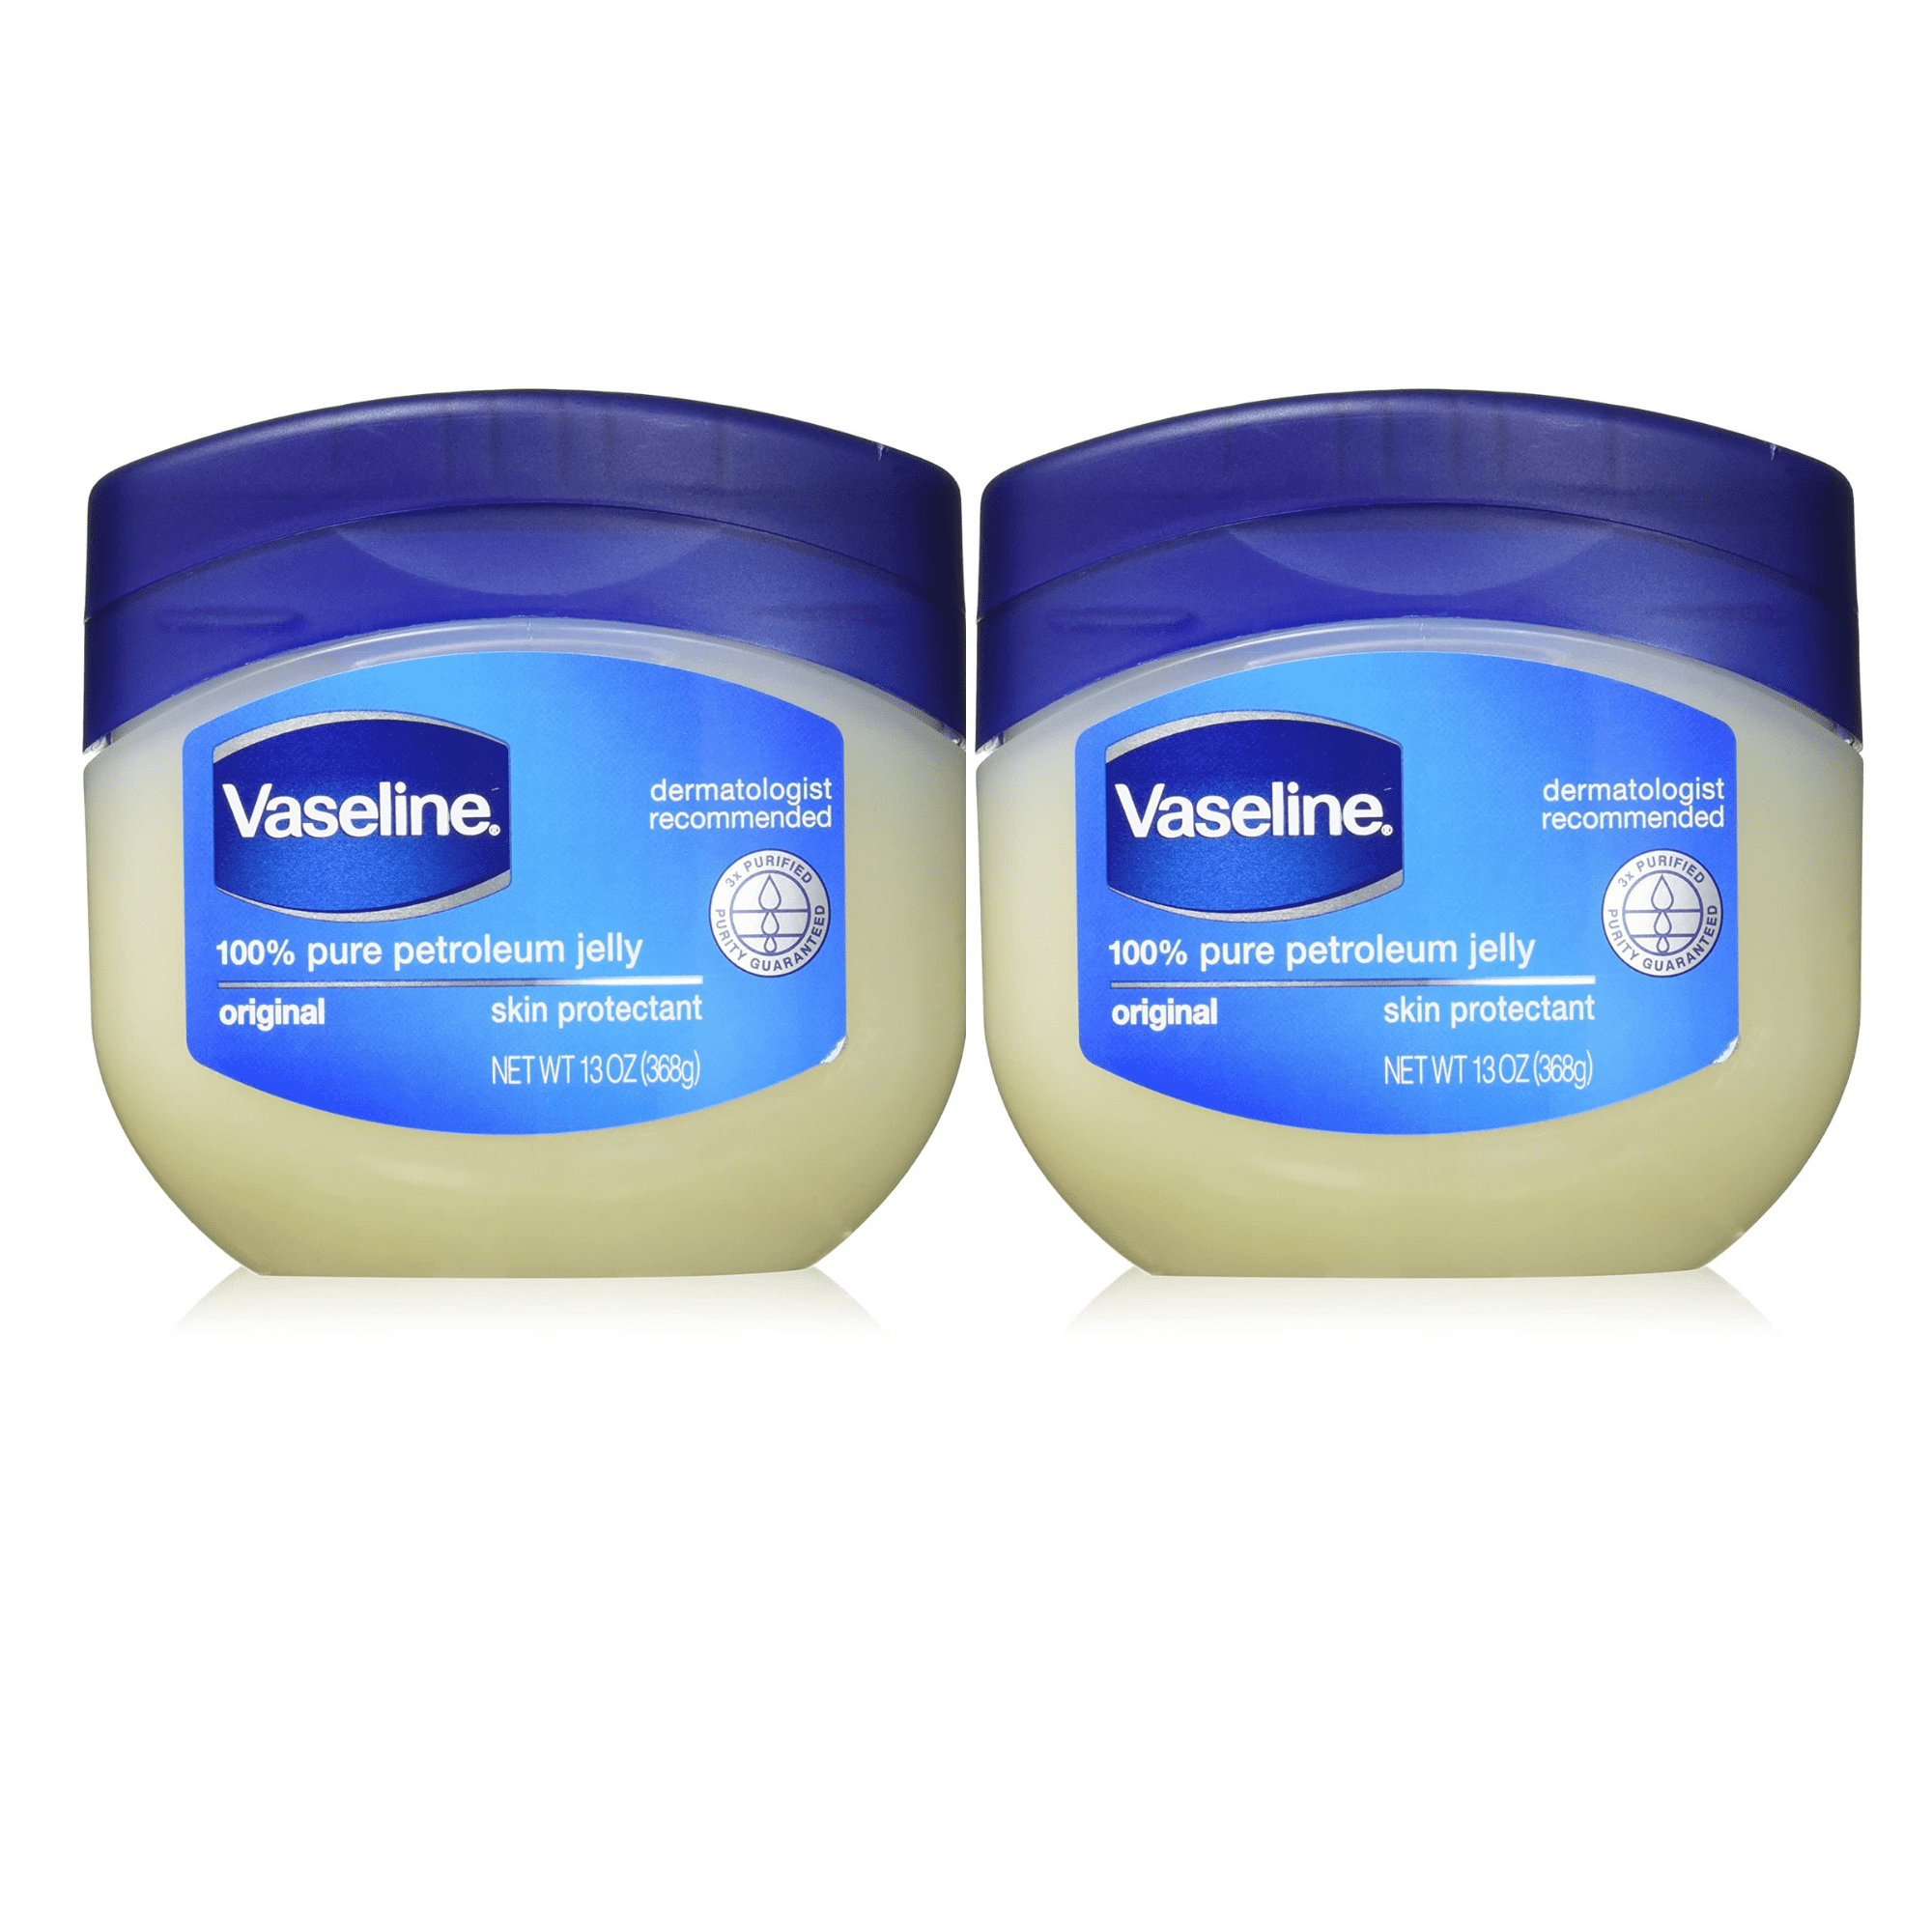 Vaseline®
dermatologist
recommended
3x PURIFIED
PURITY GUARANTEED
100% pure petroleum jelly
original
skin protectant
NET WT 13 OZ (368g)
Vaseline®
dermatologist
recommended
3x PURIFIED
PURITY GUARANTEED
100% pure petroleum jelly
original
skin protectant
NET WT 13 OZ (368g)